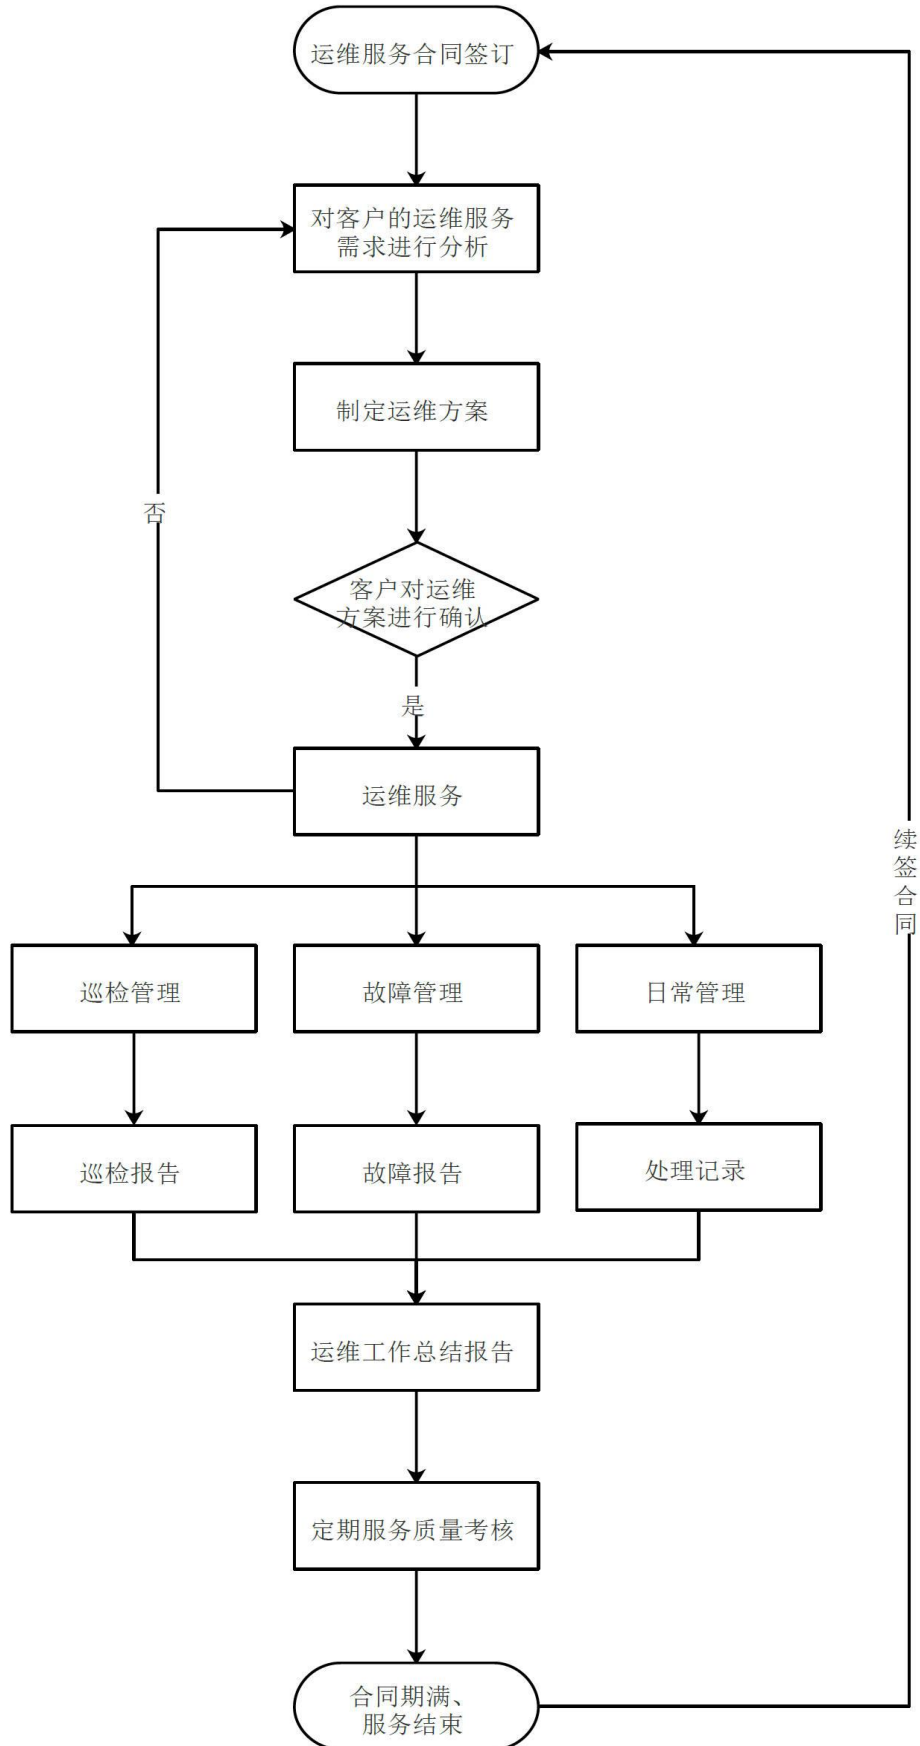 运维服务合同签订
对客户的运维服务
需求进行分析
制定运维方案
否
客户对运维
方案进行确认
是
运维服务
续
签
合
同
巡检管理
故障管理
日常管理
巡检报告
故障报告
处理记录
运维工作总结报告
定期服务质量考核
合同期满、
服务结束